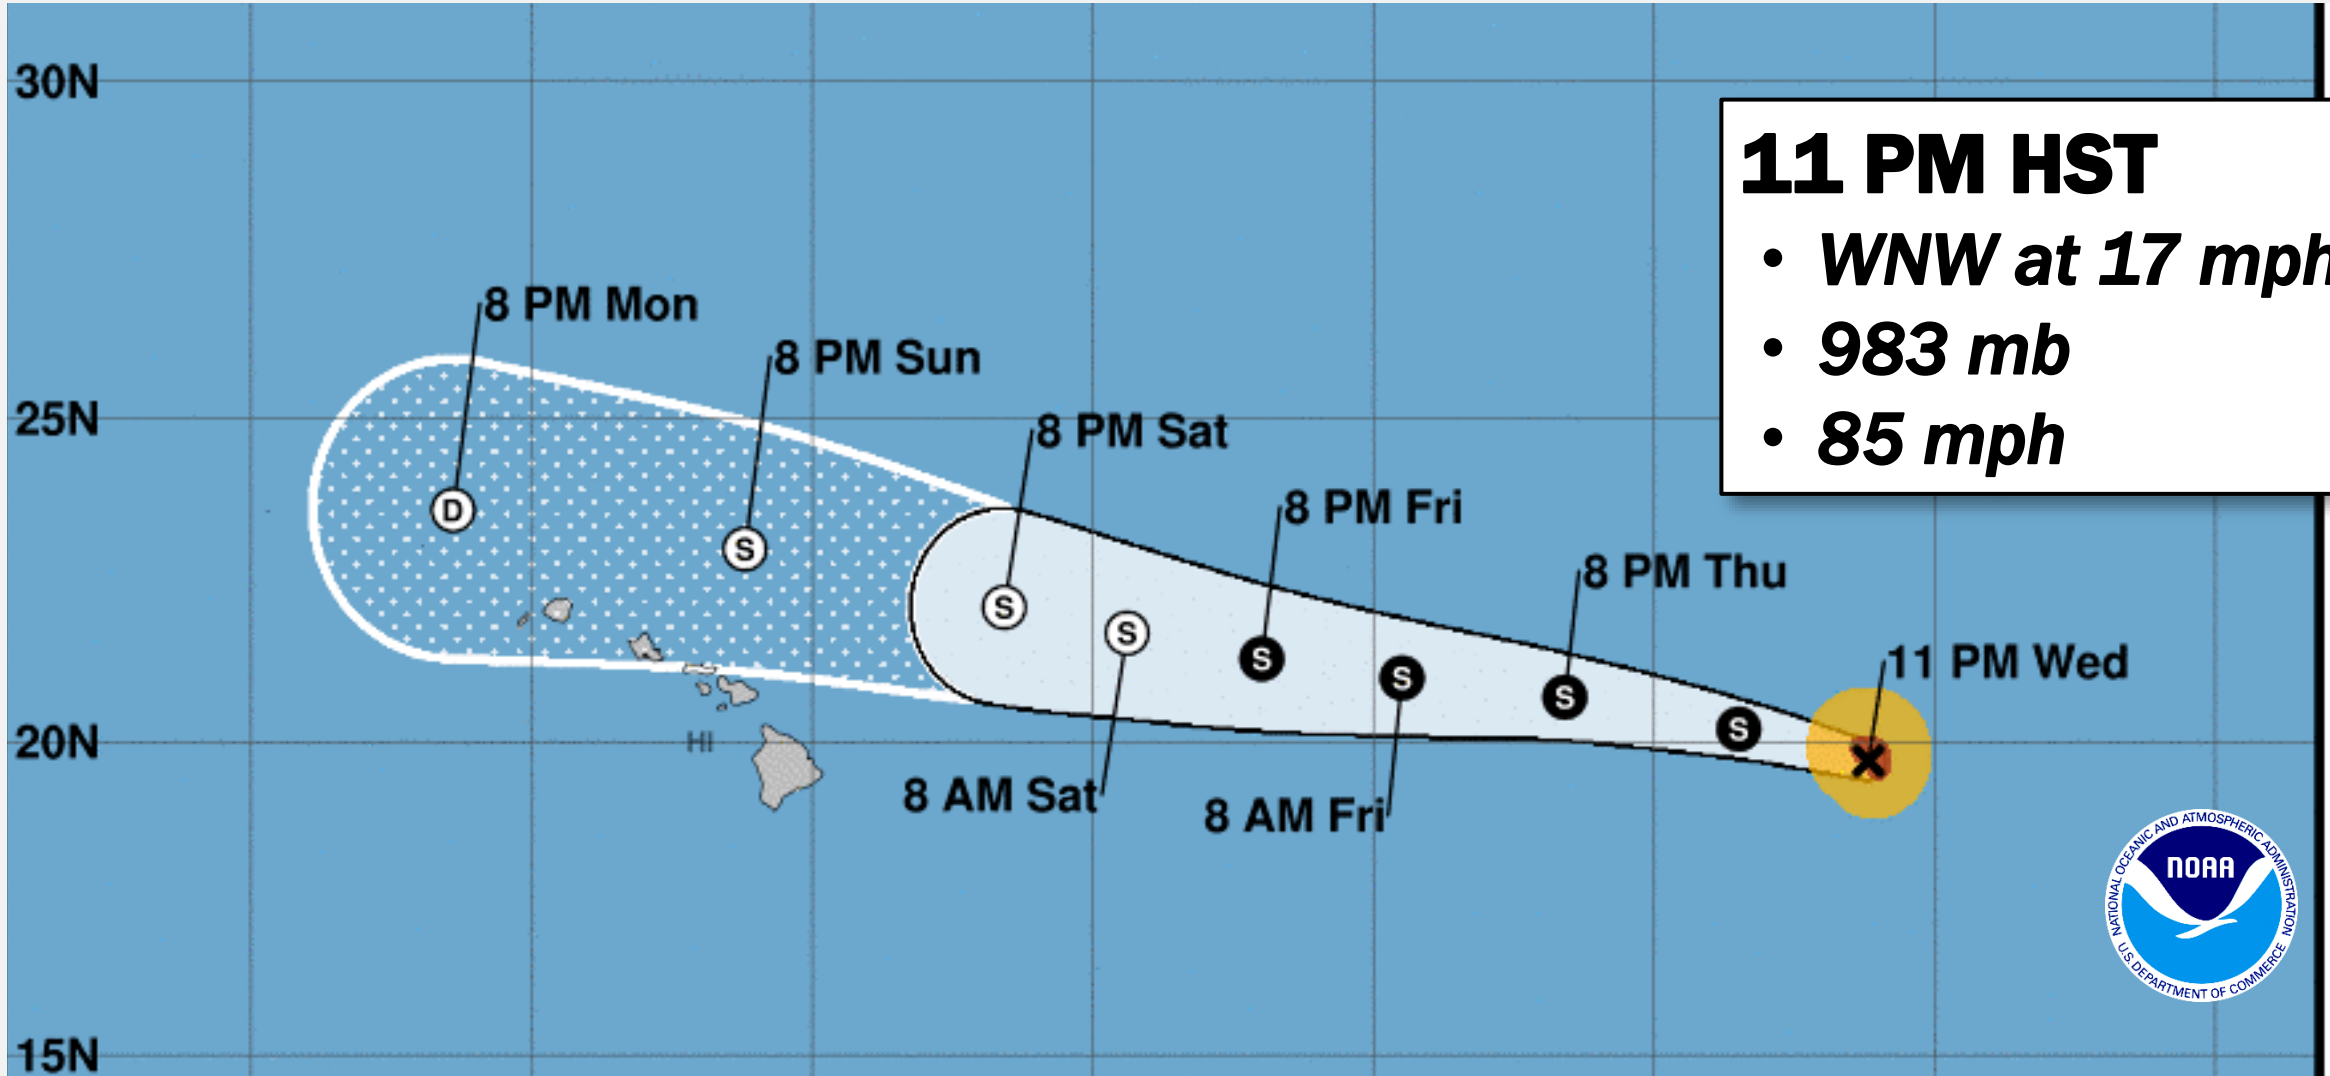 30N
11 PM HST
• WNW at 17 mph
• 983 mb
• 85 mph
8 PM Mon
8 PM Sun
25N
8 PM Sat
8 PM Fri
8 PM Thu
D
S
S
S
S
S
S
S
11 PM Wed
20N
HI
8 AM Sat
8 AM Fri
NATIONAL OCEANIC AND ATMOSPHERIC ADMINISTRATION
NOAA
U.S. DEPARTMENT OF COMMERCE
15N